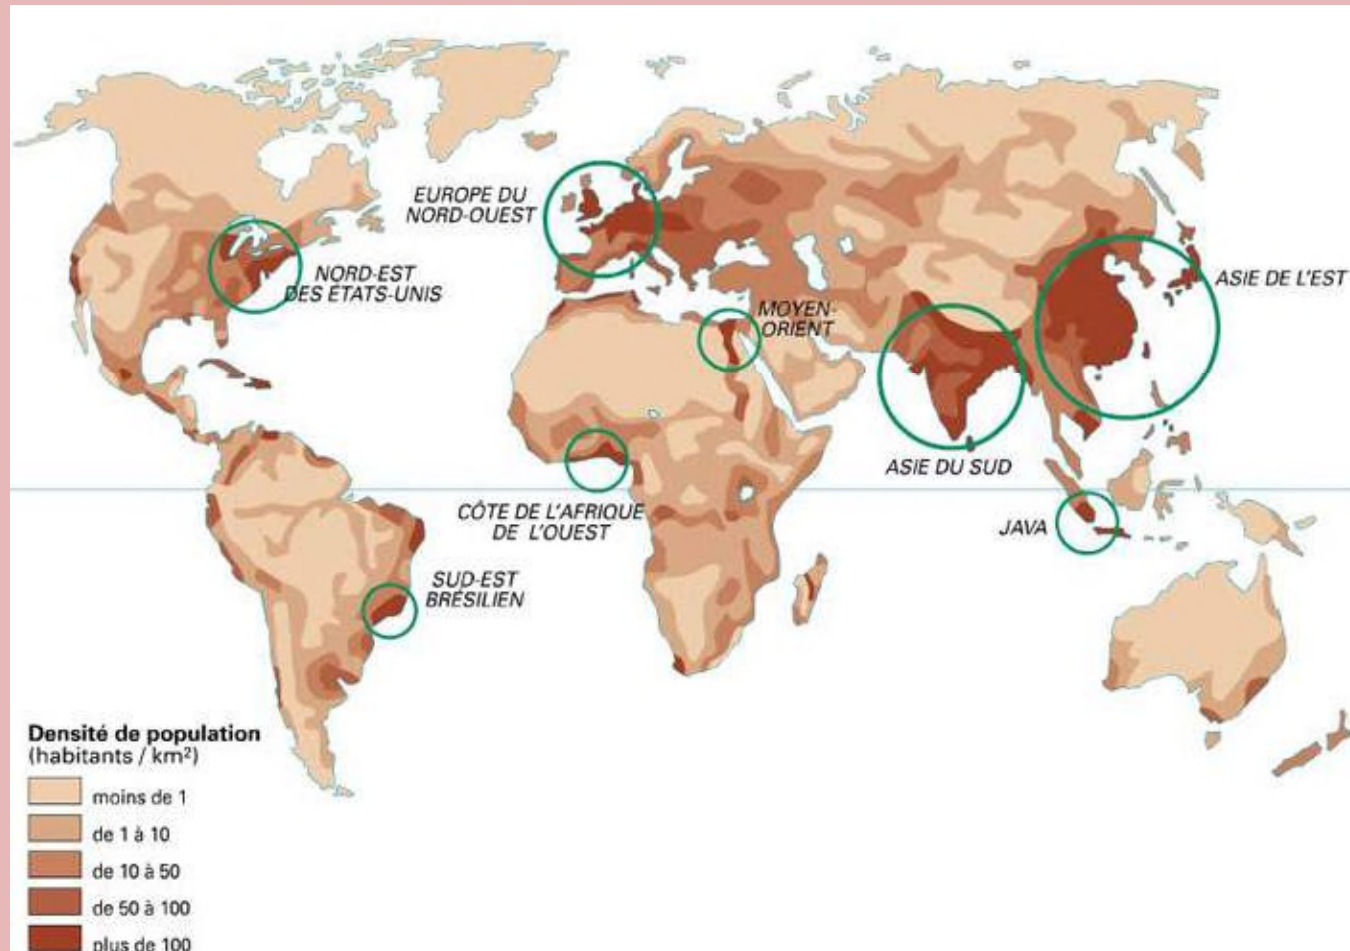 EUROPE DU
NORD-OUEST
NORD-EST
DES ÉTATS-UNIS
MOYEN-
ORIENT
ASIE DE L'EST
ASIE DU SUD
CÔTE DE L'AFRIQUE
DE L'OUEST
JAVA
SUD-EST
BRÉSILIEN
Densité de population
(habitants / km²)
moins de 1
de 1 à 10
de 10 à 50
de 50 à 100
plus de 100